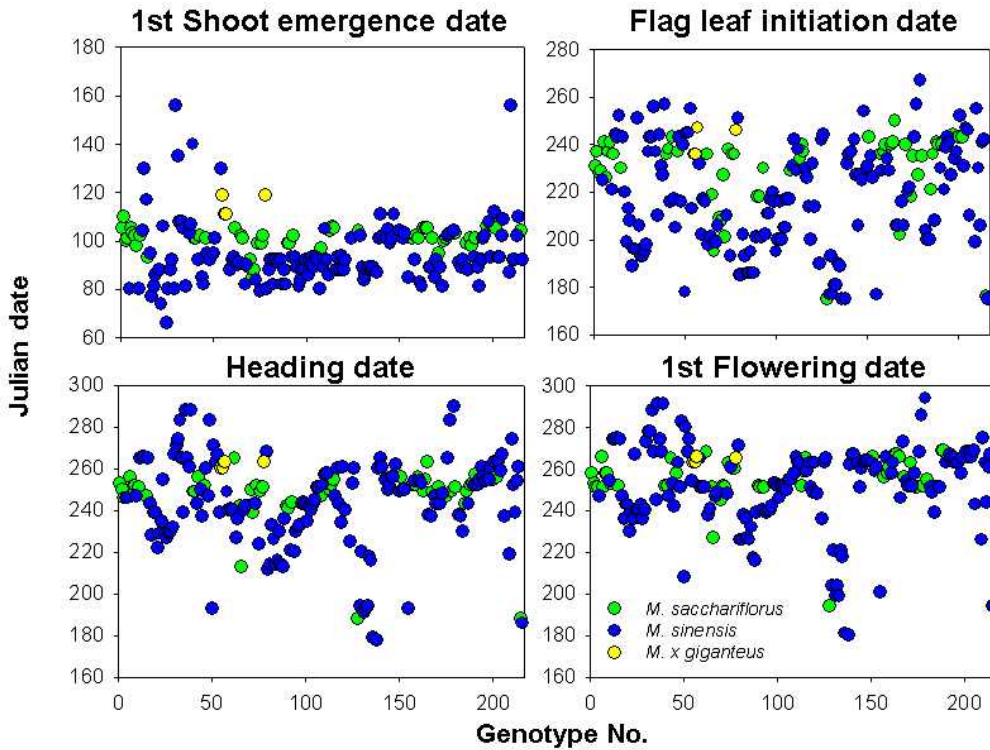 1st Shoot emergence date
Flag leaf initiation date
180
160
140
120
100
80
60
280
260
240
220
200
180
160
Julian date
Heading date
1st Flowering date
300
280
260
240
220
200
180
160
300
280
260
240
220
200
180
160
M. sacchariflorus
M. sinensis
M. x giganteus
0 50 100 150 200
0 50 100 150 200
Genotype No.